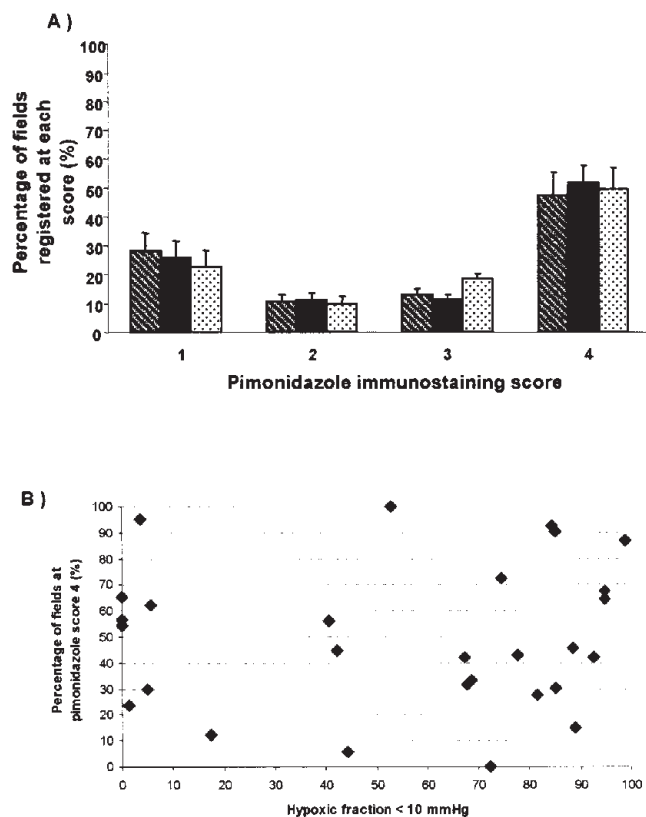 A )
Percentage of fields
registered at each
score (%)
100
90
80
70
60
50
40
30
20
10
0
1 2 3 4
Pimonidazole immunostaining score
B )
Percentage of fields at
pimonidazole score 4 (%)
100
90
80
70
60
50
40
30
20
10
0
0 10 20 30 40 50 60 70 80 90 100
Hypoxic fraction < 10 mmHg